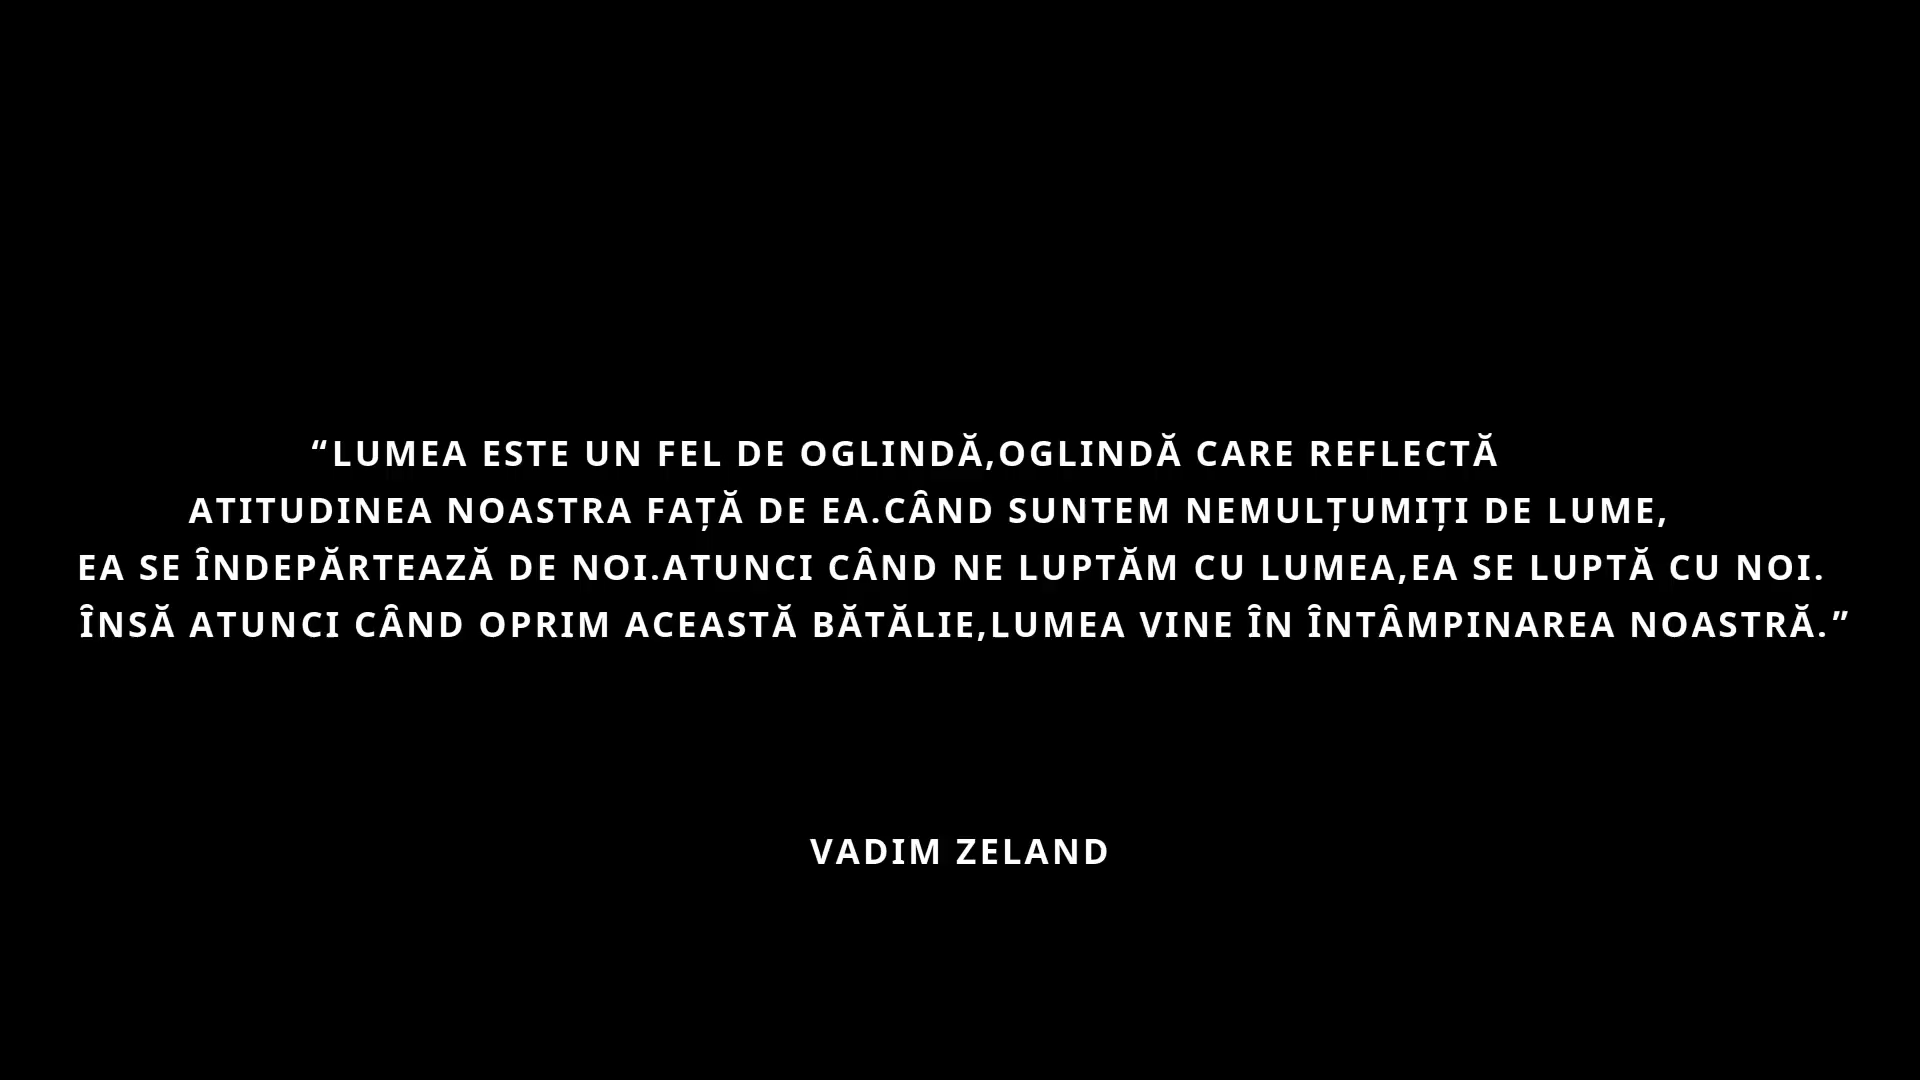 “LUMEA ESTE UN FEL DE OGLINDĂ,OGLINDĂ CARE REFLECTĂ
ATITUDINEA NOASTRA FAȚĂ DE EA.CÂND SUNTEM NEMULȚUMIȚI DE LUME,
EA SE ÎNDEPĂRTEAZĂ DE NOI.ATUNCI CÂND NE LUPTĂM CU LUMEA,EA SE LUPTĂ CU NOI.
ÎNSĂ ATUNCI CÂND OPRIM ACEASTĂ BĂTĂLIE,LUMEA VINE ÎN ÎNTÂMPINAREA NOASTRĂ.”
VADIM ZELAND